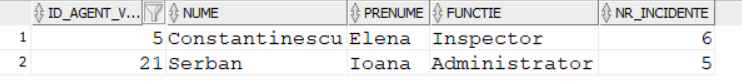 ID_AGENT_V... NUME PRENUME FUNCTIE NR_INCIDENTE
1 5 Constantinescu Elena Inspector 6
2 21 Serban Ioana Administrator 5